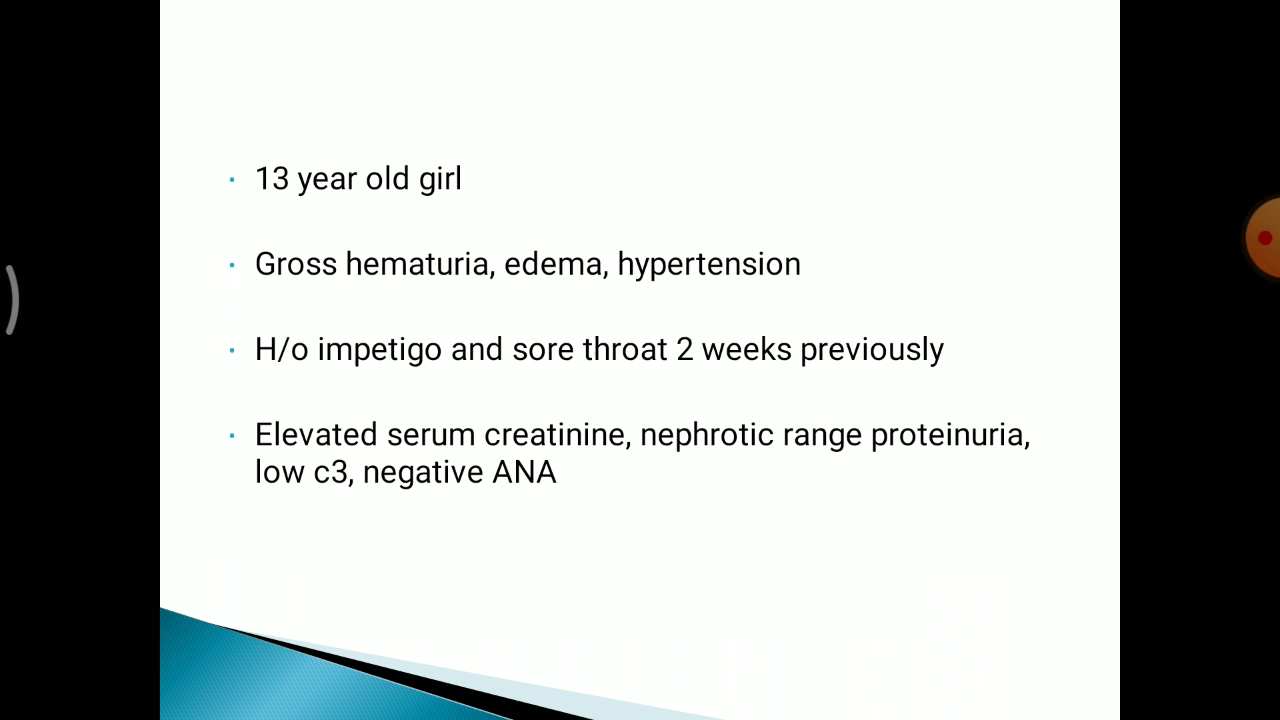 13 year old girl
Gross hematuria, edema, hypertension
H/o impetigo and sore throat 2 weeks previously
Elevated serum creatinine, nephrotic range proteinuria,
low c3, negative ANA